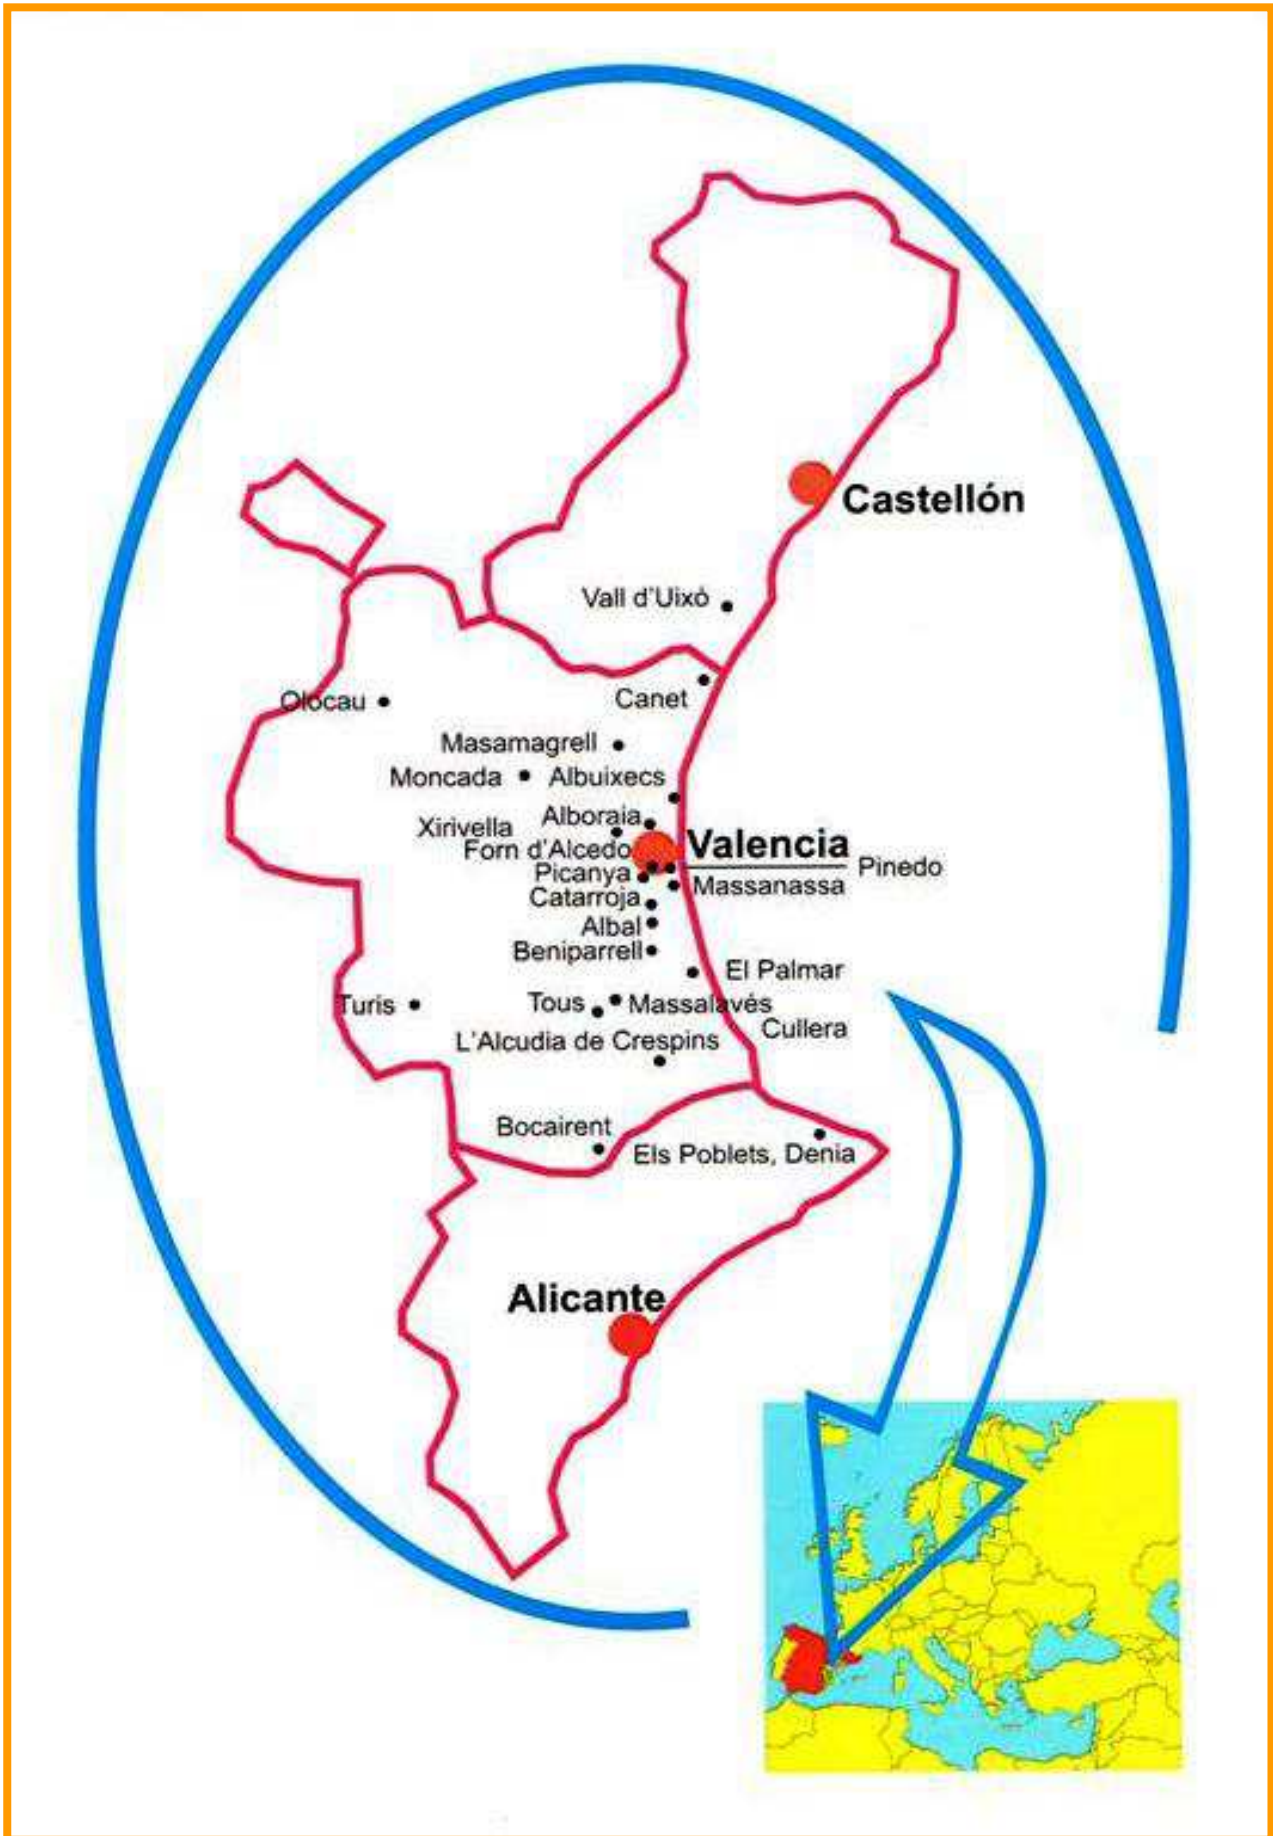 Castellón
Vall d'Uixó
Canet
Olocau
Masamagrell
Moncada
Albuixecs
Alboraia
Xirivella
Valencia
Forn d'Alcedo
Pinedo
Picanya
Massanassa
Catarroja
Albal
Beniparrell
El Palmar
Turis
Tous
Massalavés
Cullera
L'Alcudia de Crespins
Bocairent
Els Poblets, Denia
Alicante